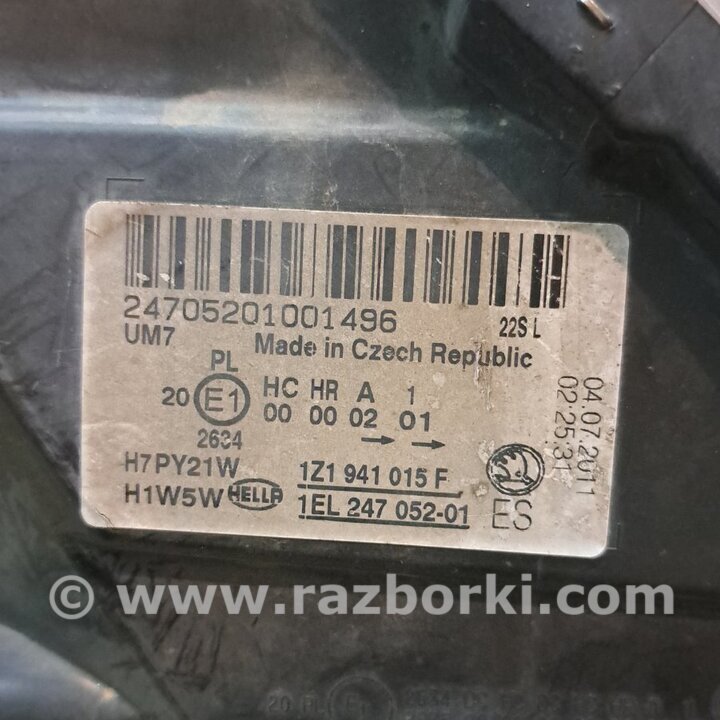 24705201001496
UM7
22S L
Made in Czech Republic
PL
20 E1 HC HR A 1
00 00 02 01
2634
H7PY21W
H1W5W HELLA
1Z1 941 015 F
1EL 247 052-01
ES
04.07.2011
02:25:31
© www.razborki.com